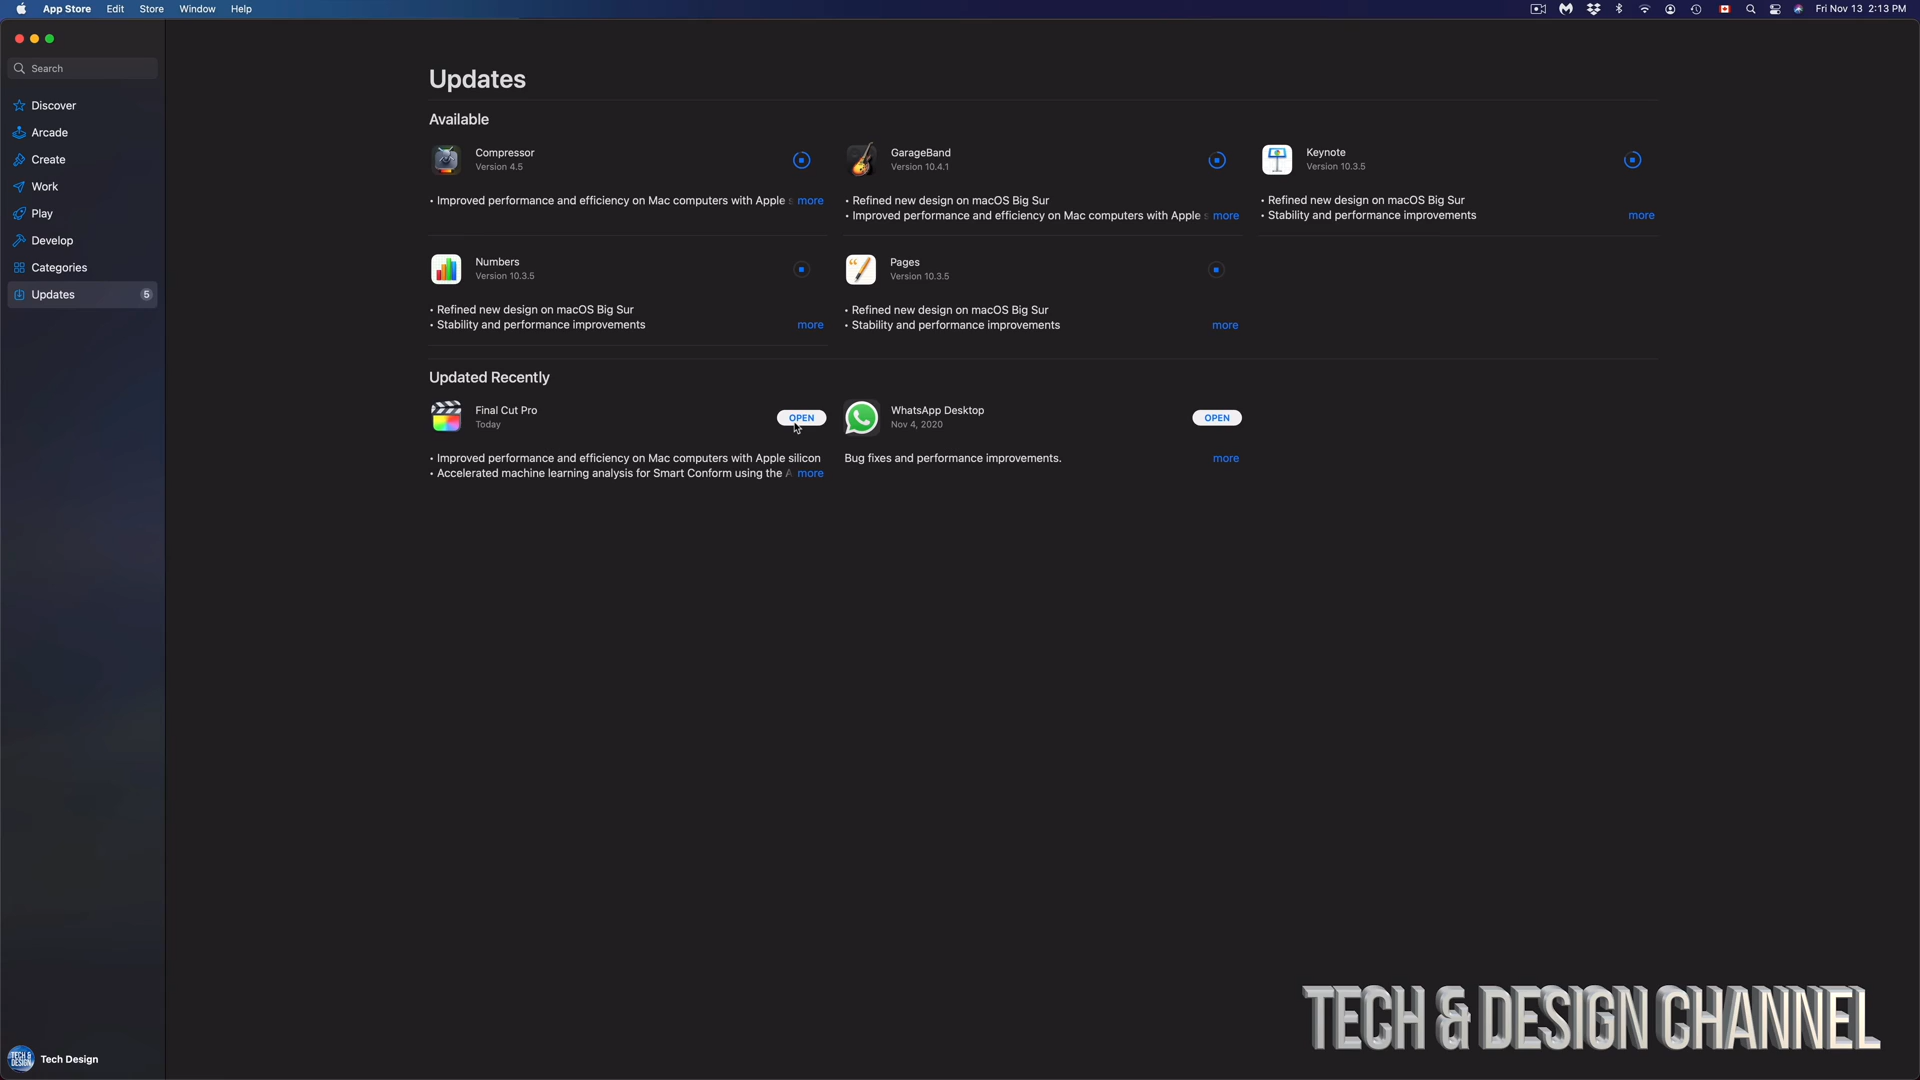 App Store Edit Store Window Help
Fri Nov 13 2:13 PM
Search
Discover
Arcade
Create
Work
Play
Develop
Categories
Updates 5
Updates
Available
Compressor
Version 4.5
• Improved performance and efficiency on Mac computers with Apple s more
GarageBand
Version 10.4.1
• Refined new design on macOS Big Sur
• Improved performance and efficiency on Mac computers with Apple s more
Keynote
Version 10.3.5
• Refined new design on macOS Big Sur
• Stability and performance improvements more
Numbers
Version 10.3.5
• Refined new design on macOS Big Sur
• Stability and performance improvements more
Pages
Version 10.3.5
• Refined new design on macOS Big Sur
• Stability and performance improvements more
Updated Recently
Final Cut Pro
Today
OPEN
• Improved performance and efficiency on Mac computers with Apple silicon
• Accelerated machine learning analysis for Smart Conform using the A more
WhatsApp Desktop
Nov 4, 2020
OPEN
Bug fixes and performance improvements. more
TECH & DESIGN CHANNEL
TECH &
DESIGN
Tech Design